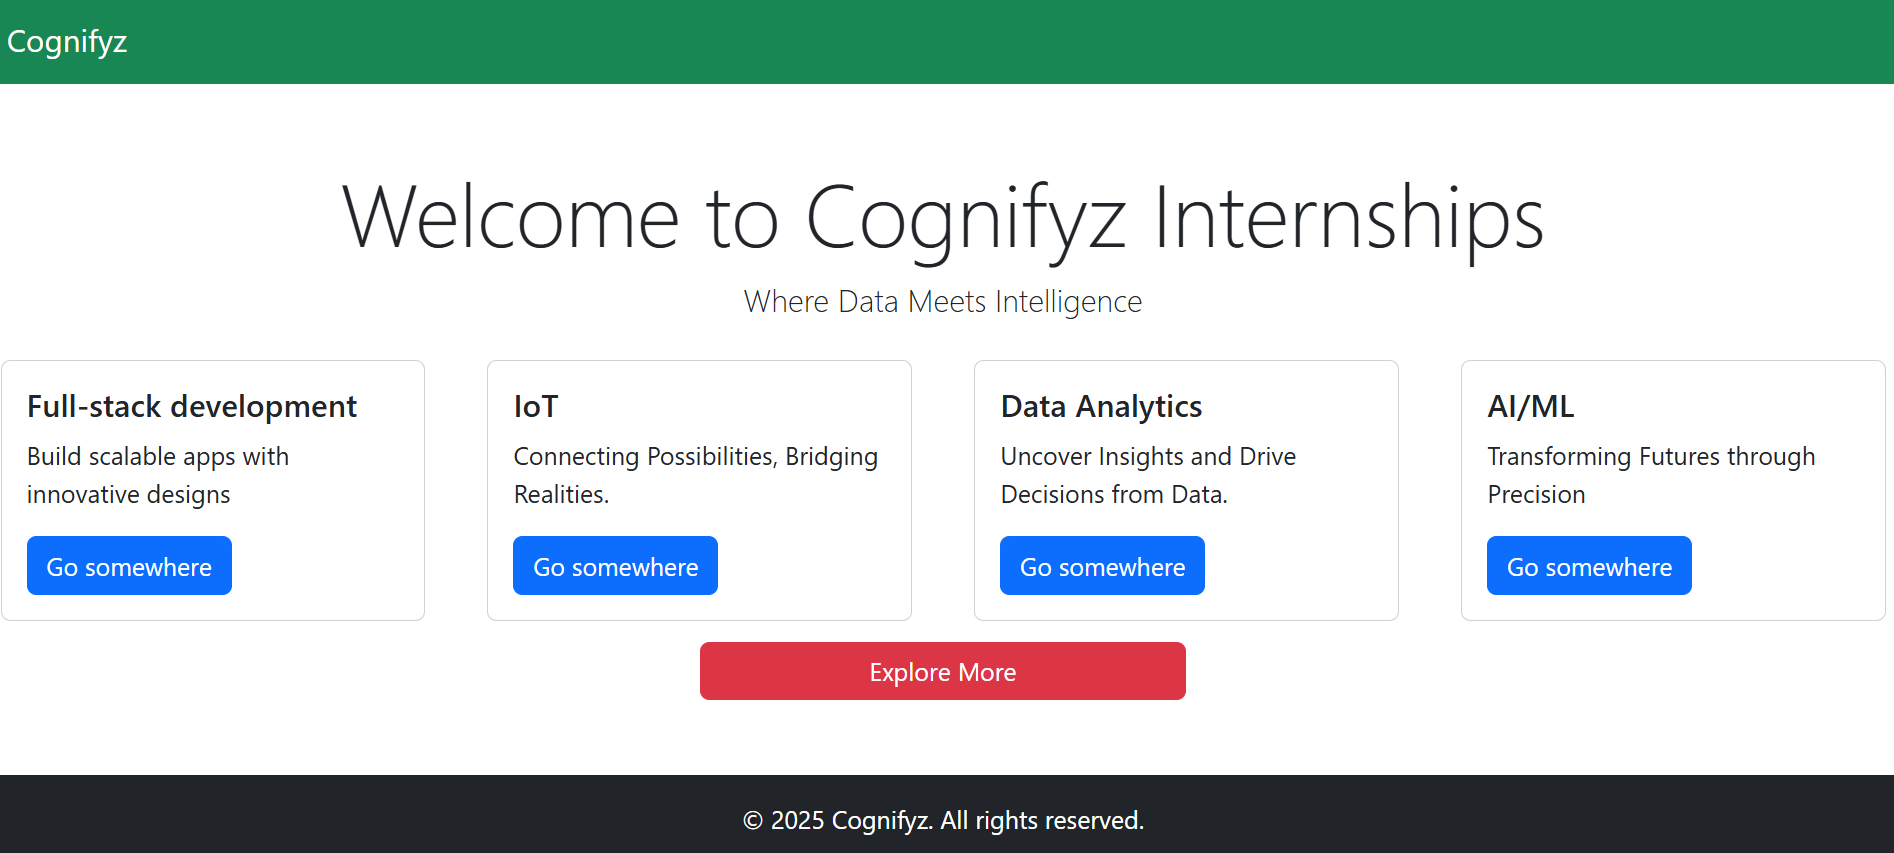 Cognifyz
Welcome to Cognifyz Internships
Where Data Meets Intelligence
Full-stack development
Build scalable apps with
innovative designs
Go somewhere
IoT
Connecting Possibilities, Bridging
Realities.
Go somewhere
Data Analytics
Uncover Insights and Drive
Decisions from Data.
Go somewhere
AI/ML
Transforming Futures through
Precision
Go somewhere
Explore More
© 2025 Cognifyz. All rights reserved.